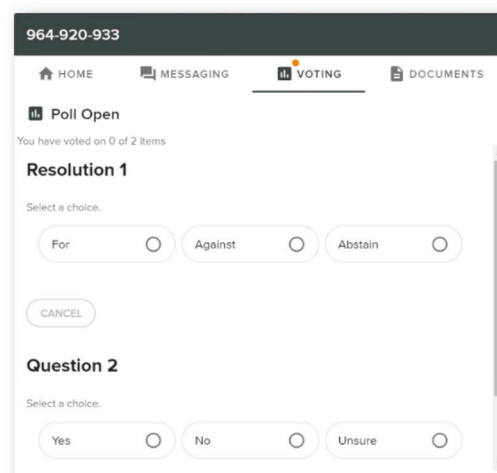 964-920-933
HOME MESSAGING VOTING DOCUMENTS
Poll Open
You have voted on 0 of 2 Items
Resolution 1
Select a choice.
For Against Abstain
CANCEL
Question 2
Select a choice.
Yes No Unsure